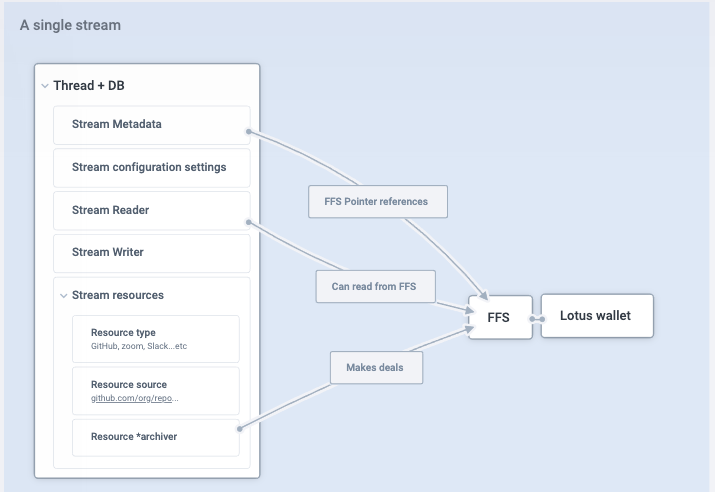 A single stream
Thread + DB
Stream Metadata
Stream configuration settings
Stream Reader
Stream Writer
Stream resources
Resource type
GitHub, zoom, Slack...etc
Resource source
github.com/org/repo...
Resource *archiver
FFS Pointer references
Can read from FFS
Makes deals
FFS
Lotus wallet